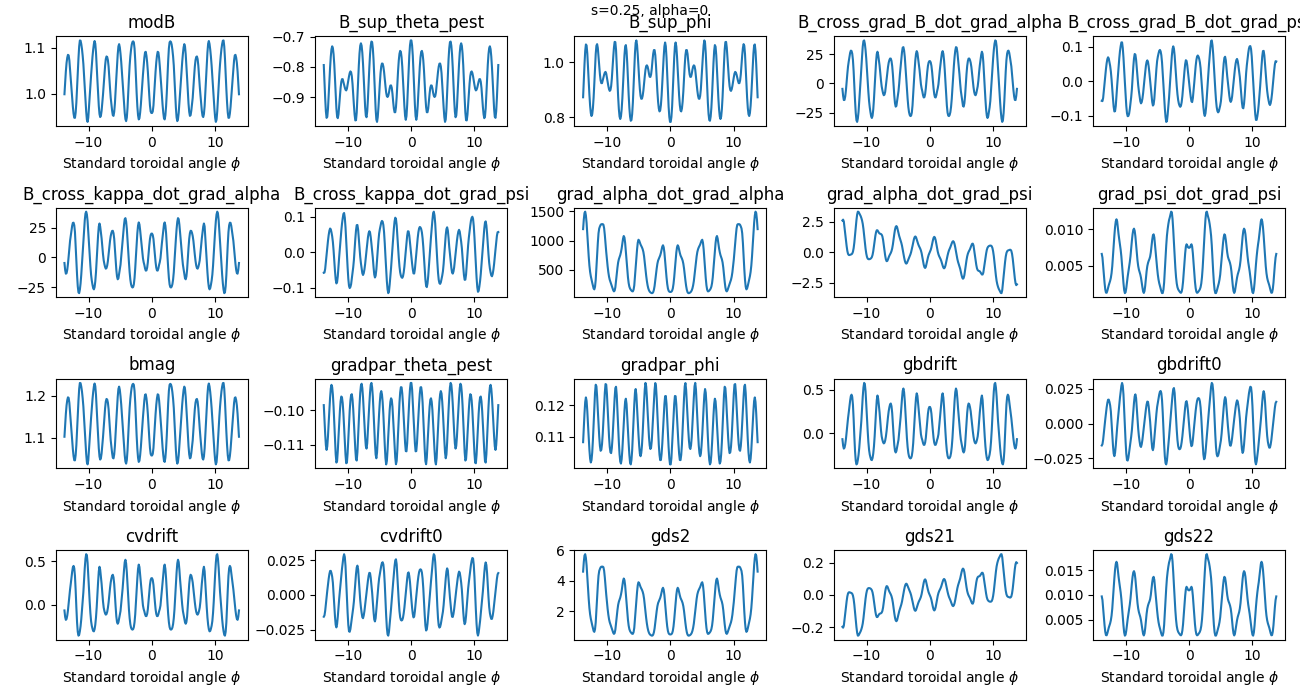 s=0.25, alpha=0
modB
B_sup_theta_pest
B_sup_phi
B_cross_grad_B_dot_grad_alpha
B_cross_grad_B_dot_grad_ps
1.1
1.0
−10
0
10
Standard toroidal angle ϕ
−0.7
−0.8
−0.9
−10
0
10
Standard toroidal angle ϕ
1.0
0.8
−10
0
10
Standard toroidal angle ϕ
25
0
−25
−10
0
10
Standard toroidal angle ϕ
0.1
0.0
−0.1
−10
0
10
Standard toroidal angle ϕ
B_cross_kappa_dot_grad_alpha
B_cross_kappa_dot_grad_psi
grad_alpha_dot_grad_alpha
grad_alpha_dot_grad_psi
grad_psi_dot_grad_psi
25
0
−25
−10
0
10
Standard toroidal angle ϕ
0.1
0.0
−0.1
−10
0
10
Standard toroidal angle ϕ
1500
1000
500
−10
0
10
Standard toroidal angle ϕ
2.5
0.0
−2.5
−10
0
10
Standard toroidal angle ϕ
0.010
0.005
−10
0
10
Standard toroidal angle ϕ
bmag
gradpar_theta_pest
gradpar_phi
gbdrift
gbdrift0
1.2
1.1
−10
0
10
Standard toroidal angle ϕ
−0.10
−0.11
−10
0
10
Standard toroidal angle ϕ
0.12
0.11
−10
0
10
Standard toroidal angle ϕ
0.5
0.0
−10
0
10
Standard toroidal angle ϕ
0.025
0.000
−0.025
−10
0
10
Standard toroidal angle ϕ
cvdrift
cvdrift0
gds2
gds21
gds22
0.5
0.0
−10
0
10
Standard toroidal angle ϕ
0.025
0.000
−0.025
−10
0
10
Standard toroidal angle ϕ
6
4
2
−10
0
10
Standard toroidal angle ϕ
0.2
0.0
−0.2
−10
0
10
Standard toroidal angle ϕ
0.015
0.010
0.005
−10
0
10
Standard toroidal angle ϕ